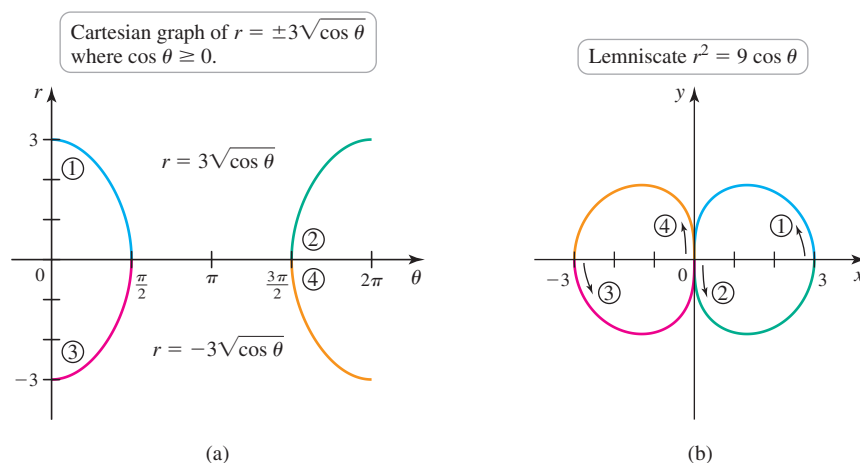 Cartesian graph of r = ±3√cos θ
where cos θ ≥ 0.
r
3
①
r = 3√cos θ
②
0
π/2
π
3π/2
④
2π
θ
③
r = −3√cos θ
−3
(a)
Lemniscate r² = 9 cos θ
y
④
①
−3
0
3
x
③
②
(b)